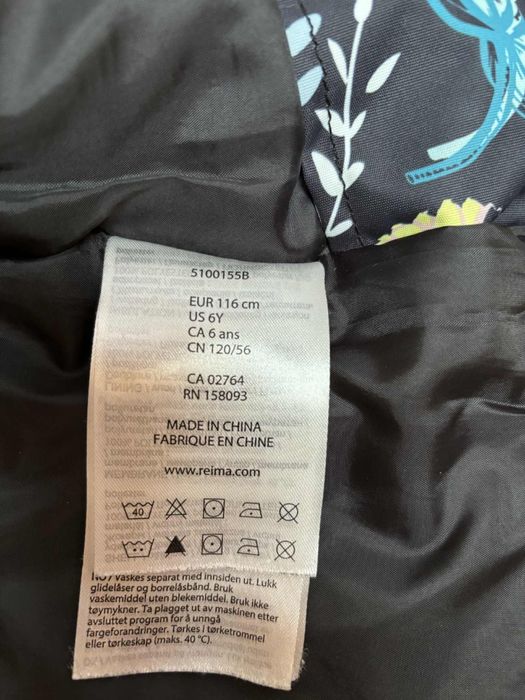 5100155B
EUR 116 cm
US 6Y
CA 6 ans
CN 120/56
CA 02764
RN 158093
MADE IN CHINA
FABRIQUE EN CHINE
www.reima.com
40
vaskes separat med innsiden ut. Lukk
glidelåser og borrelåsbånd. Bruk
vaskemiddel uten blekemiddel. Bruk ikke
tøymykner. Ta plagget ut av maskinen etter
avsluttet program for å unngå
fargeforandringer. Tørkes i tørketrommel
eller tørkeskap (maks. 40 °C).